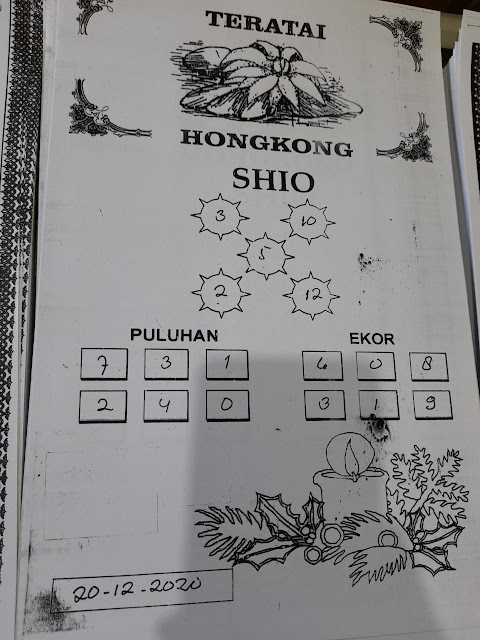 TERATAI
HONGKONG
SHIO
3 10
5
2 12
PULUHAN EKOR
7 3 1 6 0 8
2 4 0 3 1 9
20-12-2020